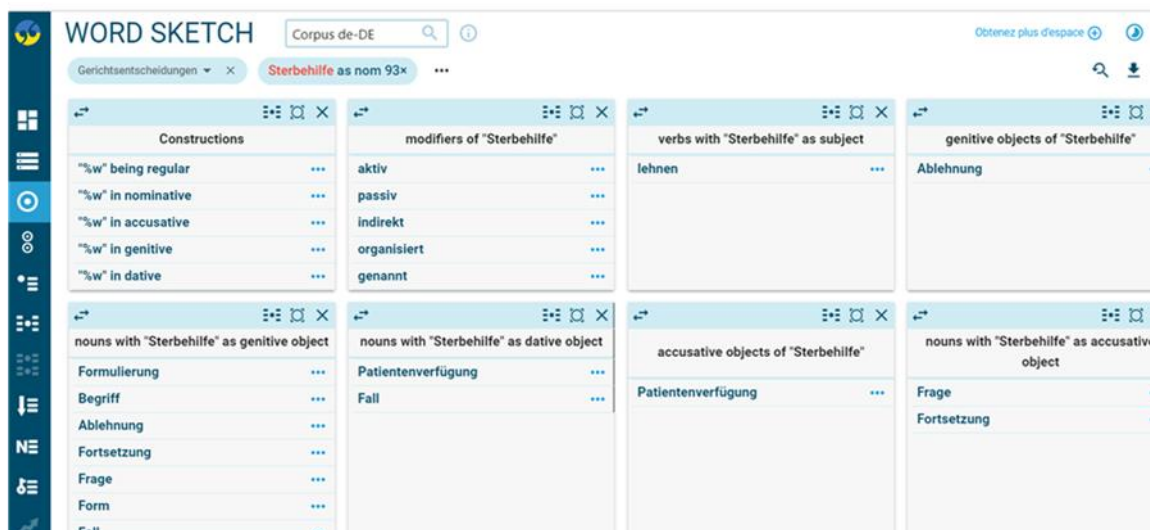 WORD SKETCH
Corpus de-DE
Obtenez plus d'espace
Gerichtsentscheidungen
Sterbehilfe as nom 93×
Constructions
"%w" being regular
"%w" in nominative
"%w" in accusative
"%w" in genitive
"%w" in dative
modifiers of "Sterbehilfe"
aktiv
passiv
indirekt
organisiert
genannt
verbs with "Sterbehilfe" as subject
lehnen
genitive objects of "Sterbehilfe"
Ablehnung
nouns with "Sterbehilfe" as genitive object
Formulierung
Begriff
Ablehnung
Fortsetzung
Frage
Form
nouns with "Sterbehilfe" as dative object
Patientenverfügung
Fall
accusative objects of "Sterbehilfe"
Patientenverfügung
nouns with "Sterbehilfe" as accusative
object
Frage
Fortsetzung